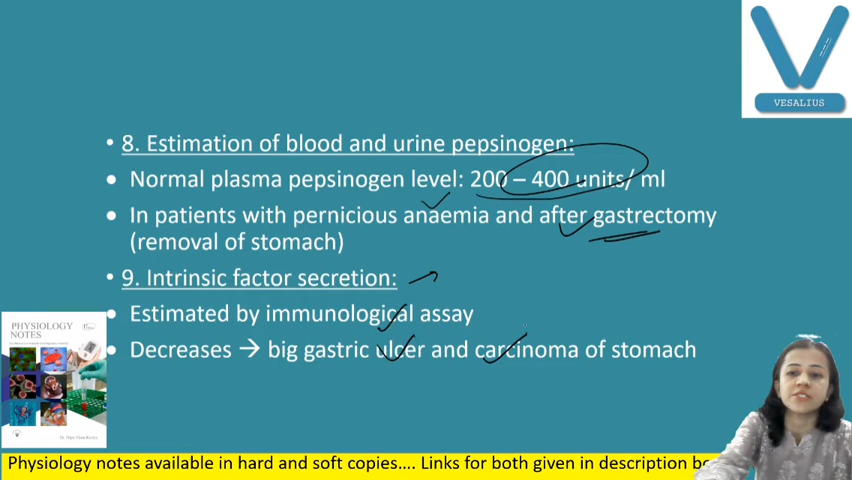 VESALIUS
• 8. Estimation of blood and urine pepsinogen:
• Normal plasma pepsinogen level: 200 – 400 units/ ml
• In patients with pernicious anaemia and after gastrectomy
(removal of stomach)
• 9. Intrinsic factor secretion:
• Estimated by immunological assay
• Decreases → big gastric ulcer and carcinoma of stomach
PHYSIOLOGY
NOTES
Physiology notes available in hard and soft copies.... Links for both given in description be